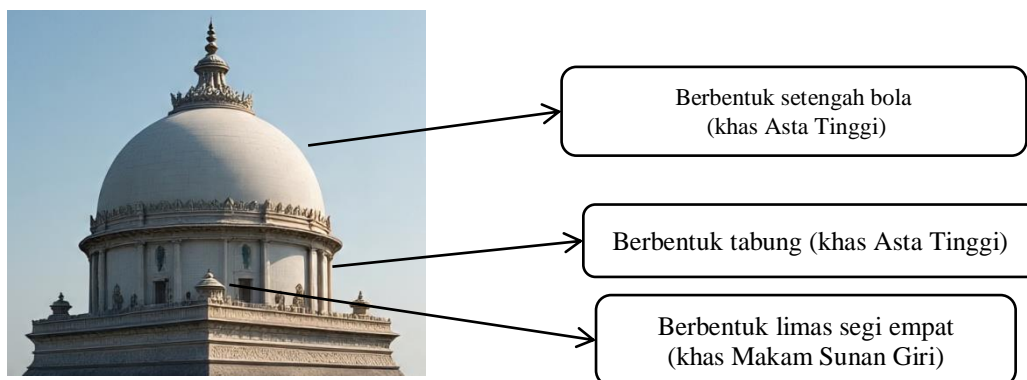 Berbentuk setengah bola
(khas Asta Tinggi)
Berbentuk tabung (khas Asta Tinggi)
Berbentuk limas segi empat
(khas Makam Sunan Giri)